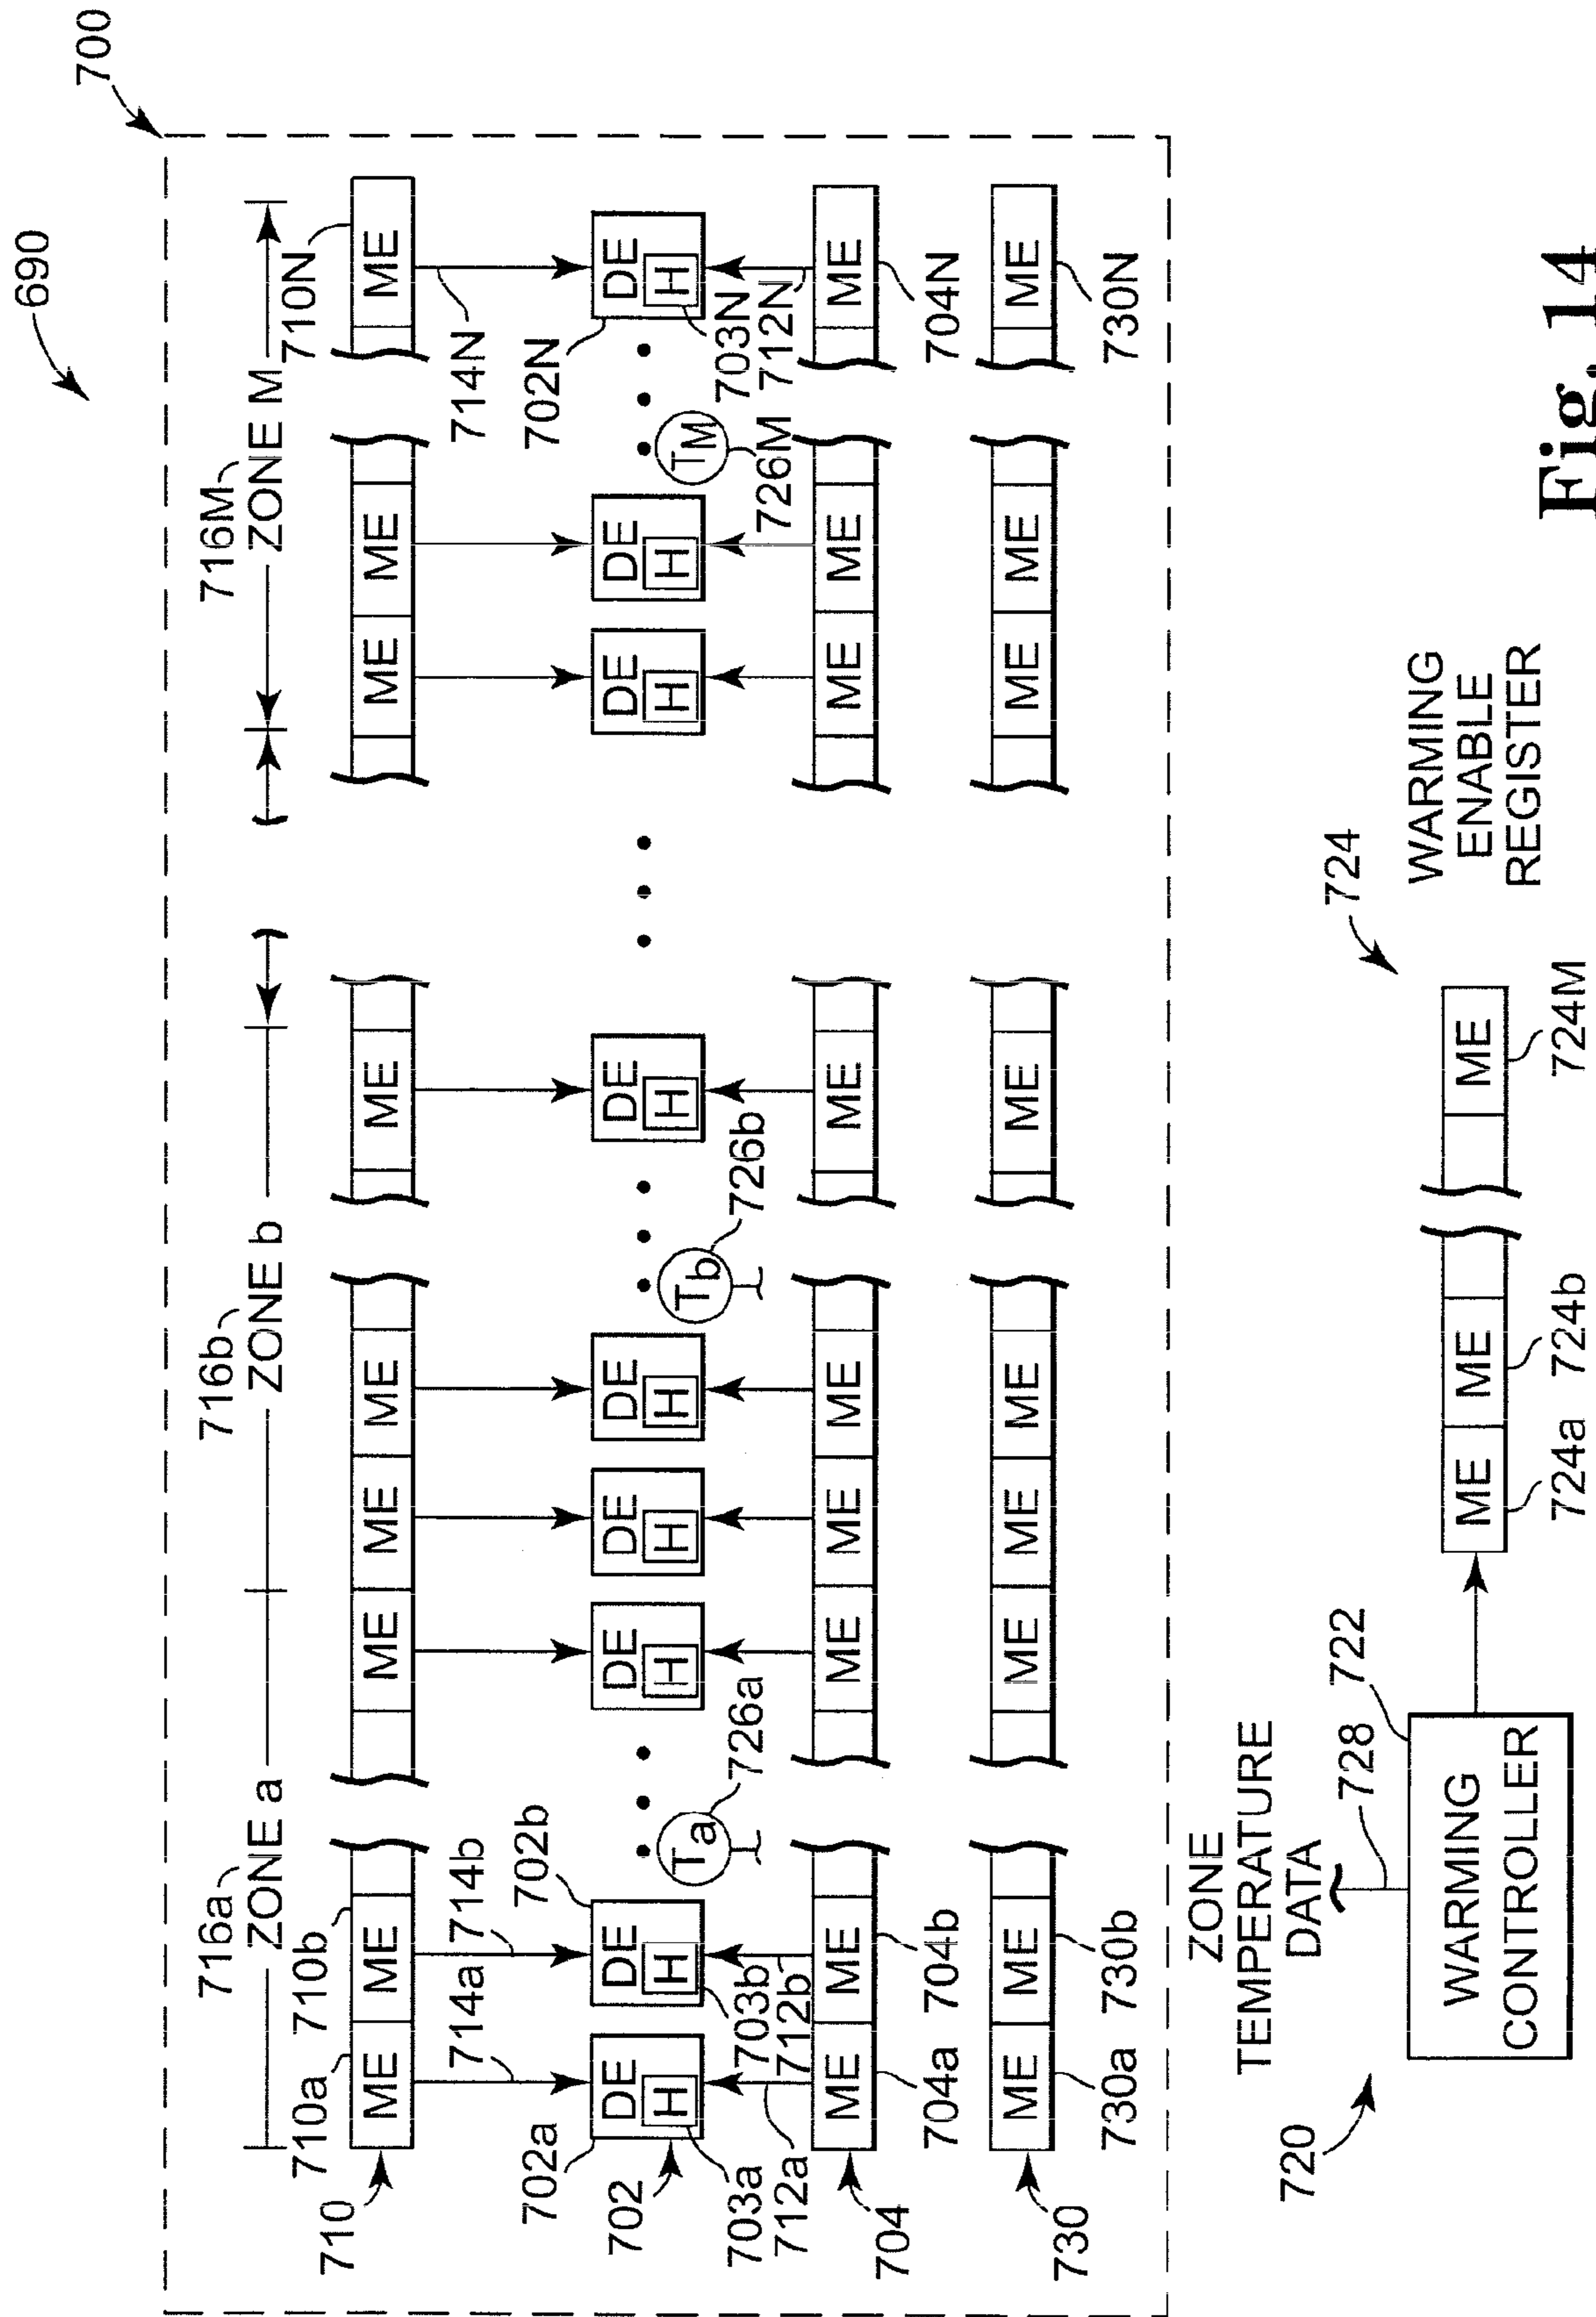 690
700
716a
716b
716M
ZONE a
ZONE b
ZONE M
710a
710b
710N
710
ME
ME
ME
ME
ME
ME
ME
ME
ME
714a
714b
714N
702a
702b
702N
702
DE
H
DE
H
DE
H
DE
H
DE
H
DE
H
DE
H
DE
H
DE
H
Ta
Tb
TM
703a
703b
726a
726b
726M
703N
712a
712b
712N
704
ME
ME
ME
ME
ME
ME
ME
ME
ME
704a
704b
704N
730
ME
ME
ME
ME
ME
ME
ME
ME
ME
730a
730b
730N
ZONE
TEMPERATURE
DATA
720
728
722
WARMING
CONTROLLER
724
ME
ME
ME
724a
724b
724M
WARMING
ENABLE
REGISTER
Fig. 14